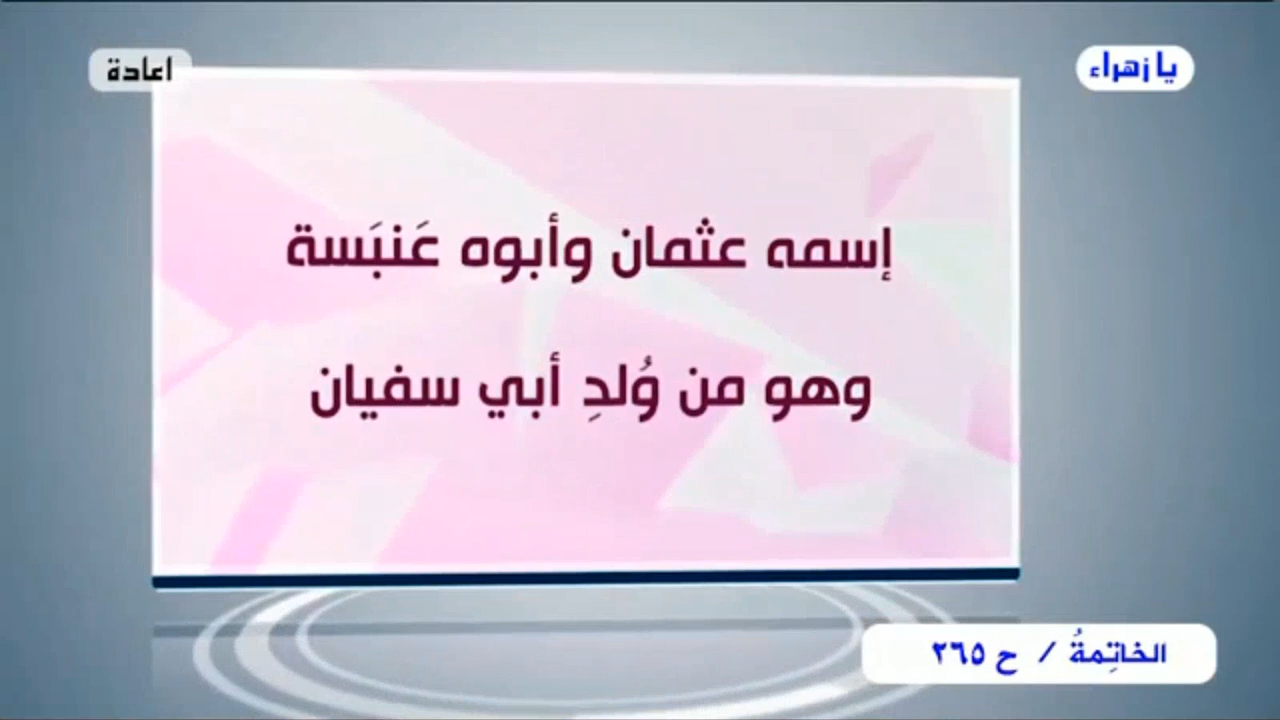 يا زهراء
اعادة
إسمه عثمان وأبوه عَنبَسة
وهو من وُلدِ أبي سفيان
الخاتِمةُ / ح ٢٦٥